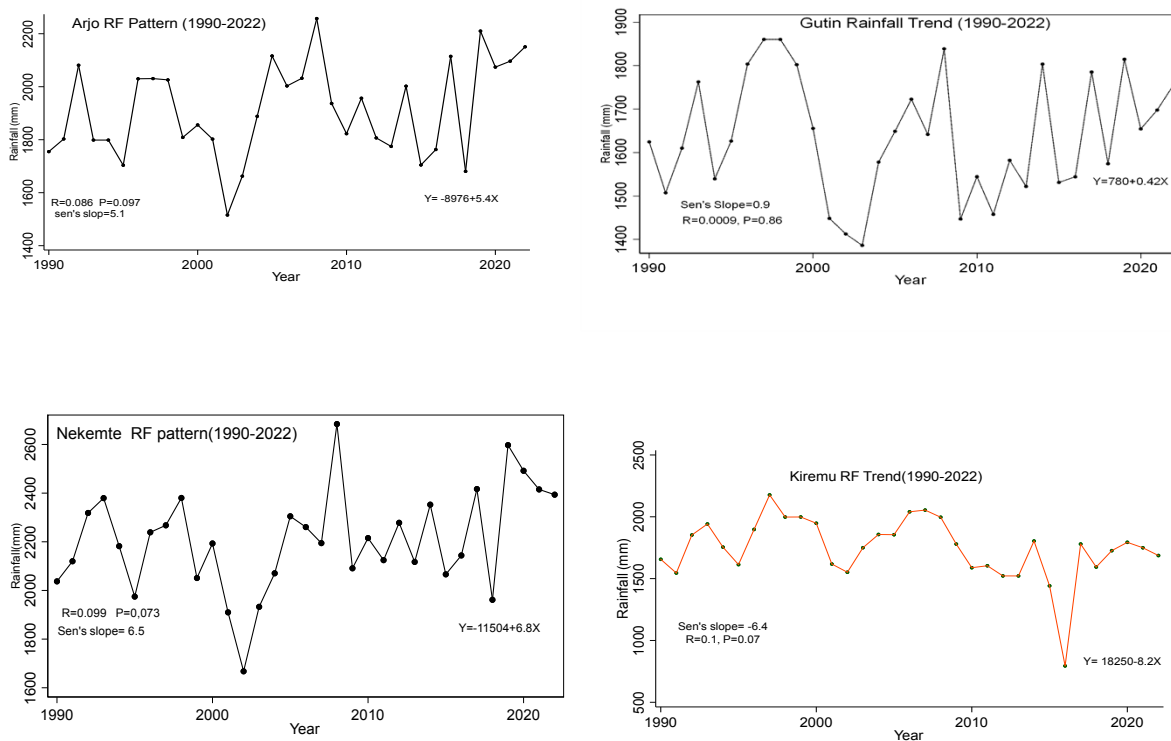 Arjo RF Pattern (1990-2022)
Rainfall (mm)
2200
2000
1800
1600
1400
R=0.086 P=0.097
sen's slop=5.1
Y= -8976+5.4X
1990
2000
2010
2020
Year
Gutin Rainfall Trend (1990-2022)
Rainfall (mm)
1900
1800
1700
1600
1500
1400
Sen's Slope=0.9
R=0.0009, P=0.86
Y=780+0.42X
1990
2000
2010
2020
Year
Nekemte RF pattern(1990-2022)
Rainfall(mm)
2600
2400
2200
2000
1800
1600
R=0.099 P=0,073
Sen's slope= 6.5
Y=-11504+6.8X
1990
2000
2010
2020
Year
Kiremu RF Trend(1990-2022)
Rainfall (mm)
2500
2000
1500
1000
500
Sen's slope= -6.4
R=0.1, P=0.07
Y= 18250-8.2X
1990
2000
2010
2020
Year